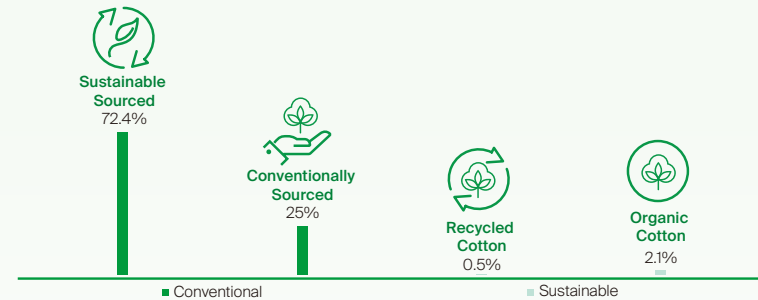 Sustainable
Sourced
72.4%
Conventionally
Sourced
25%
Recycled
Cotton
0.5%
Organic
Cotton
2.1%
Conventional
Sustainable